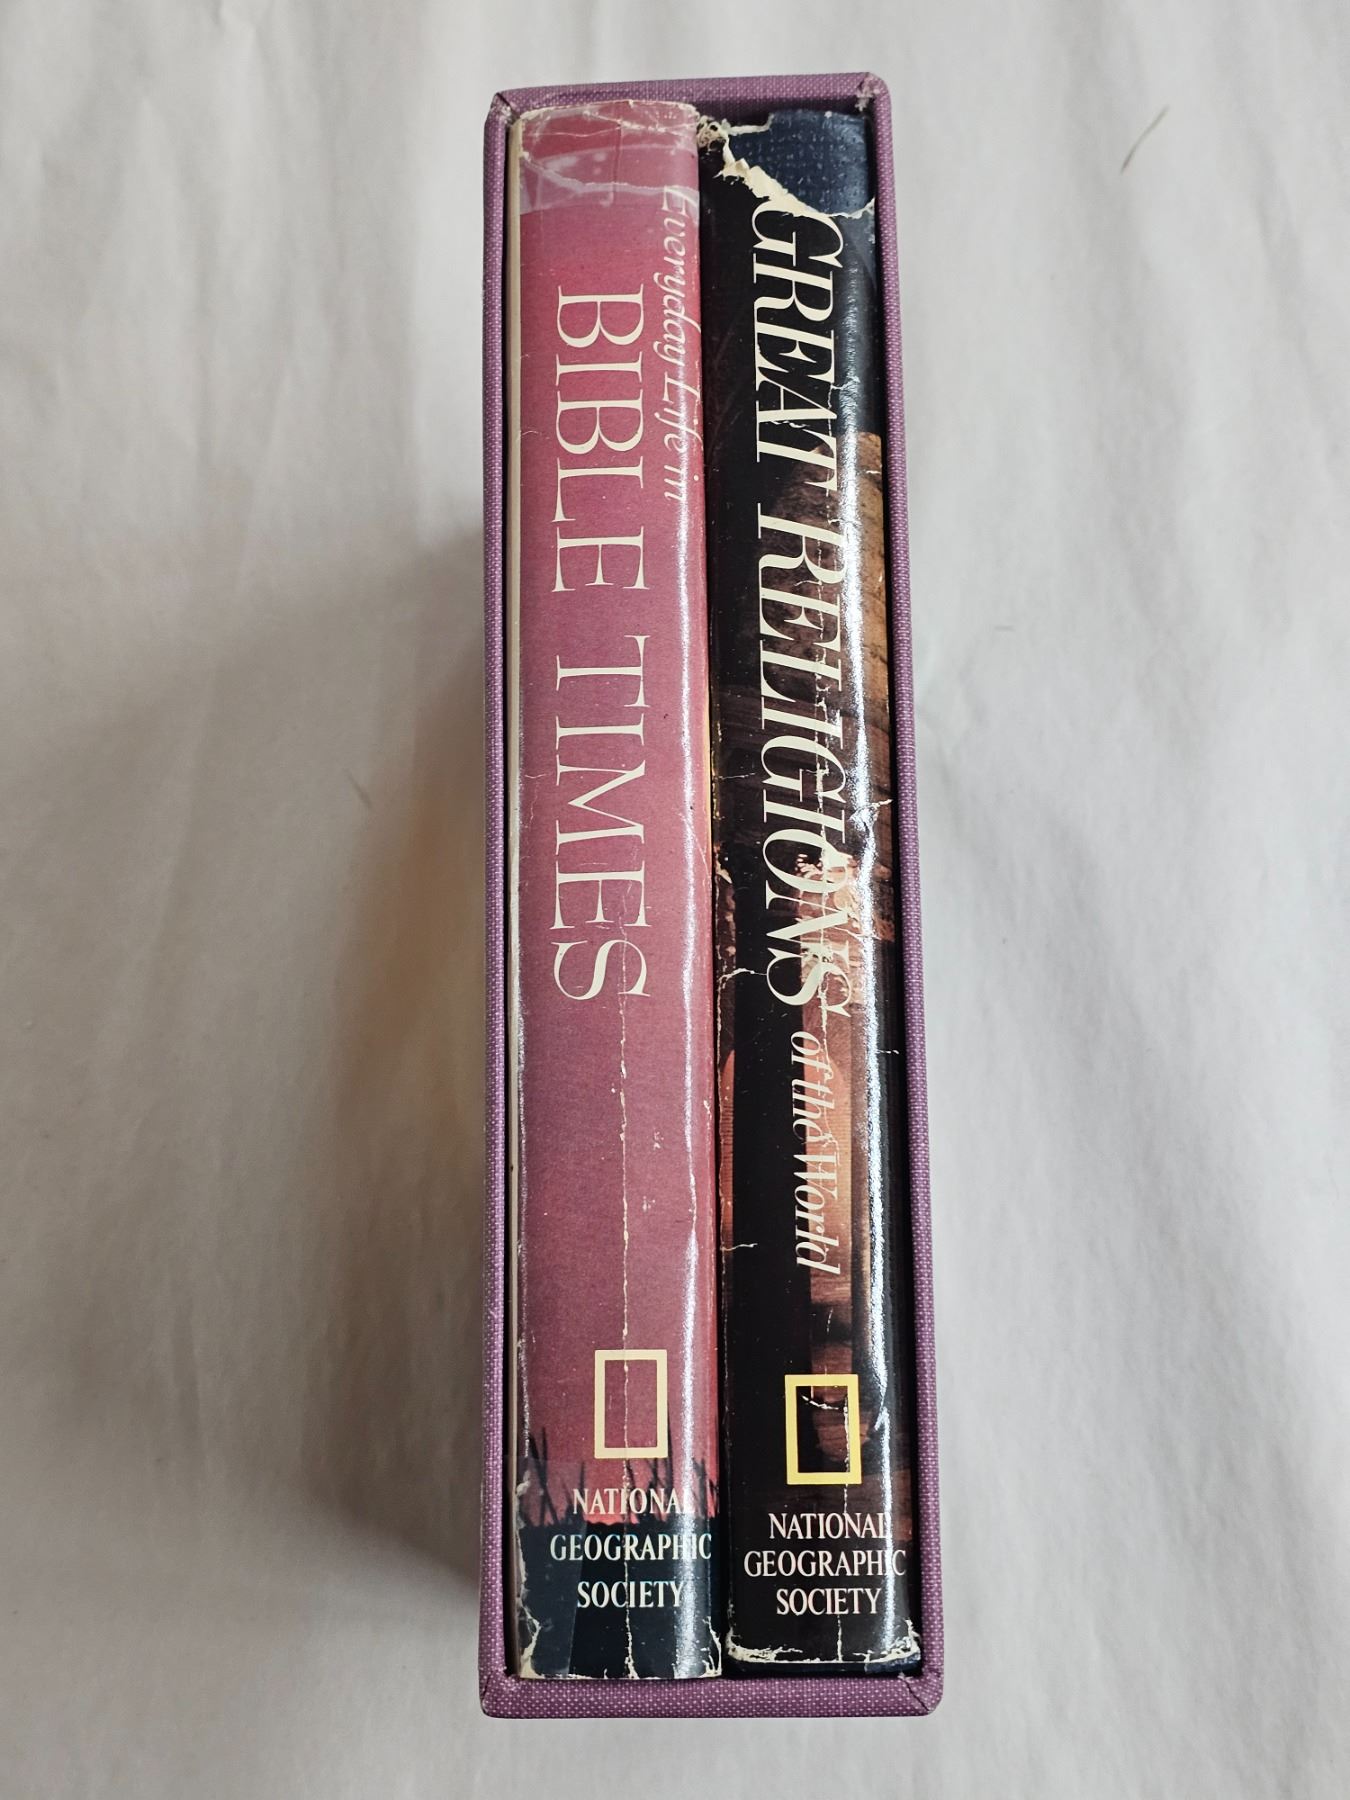 Everyday Life in
BIBLE TIMES
NATIONAL
GEOGRAPHIC
SOCIETY
GREAT RELIGIONS of the World
NATIONAL
GEOGRAPHIC
SOCIETY